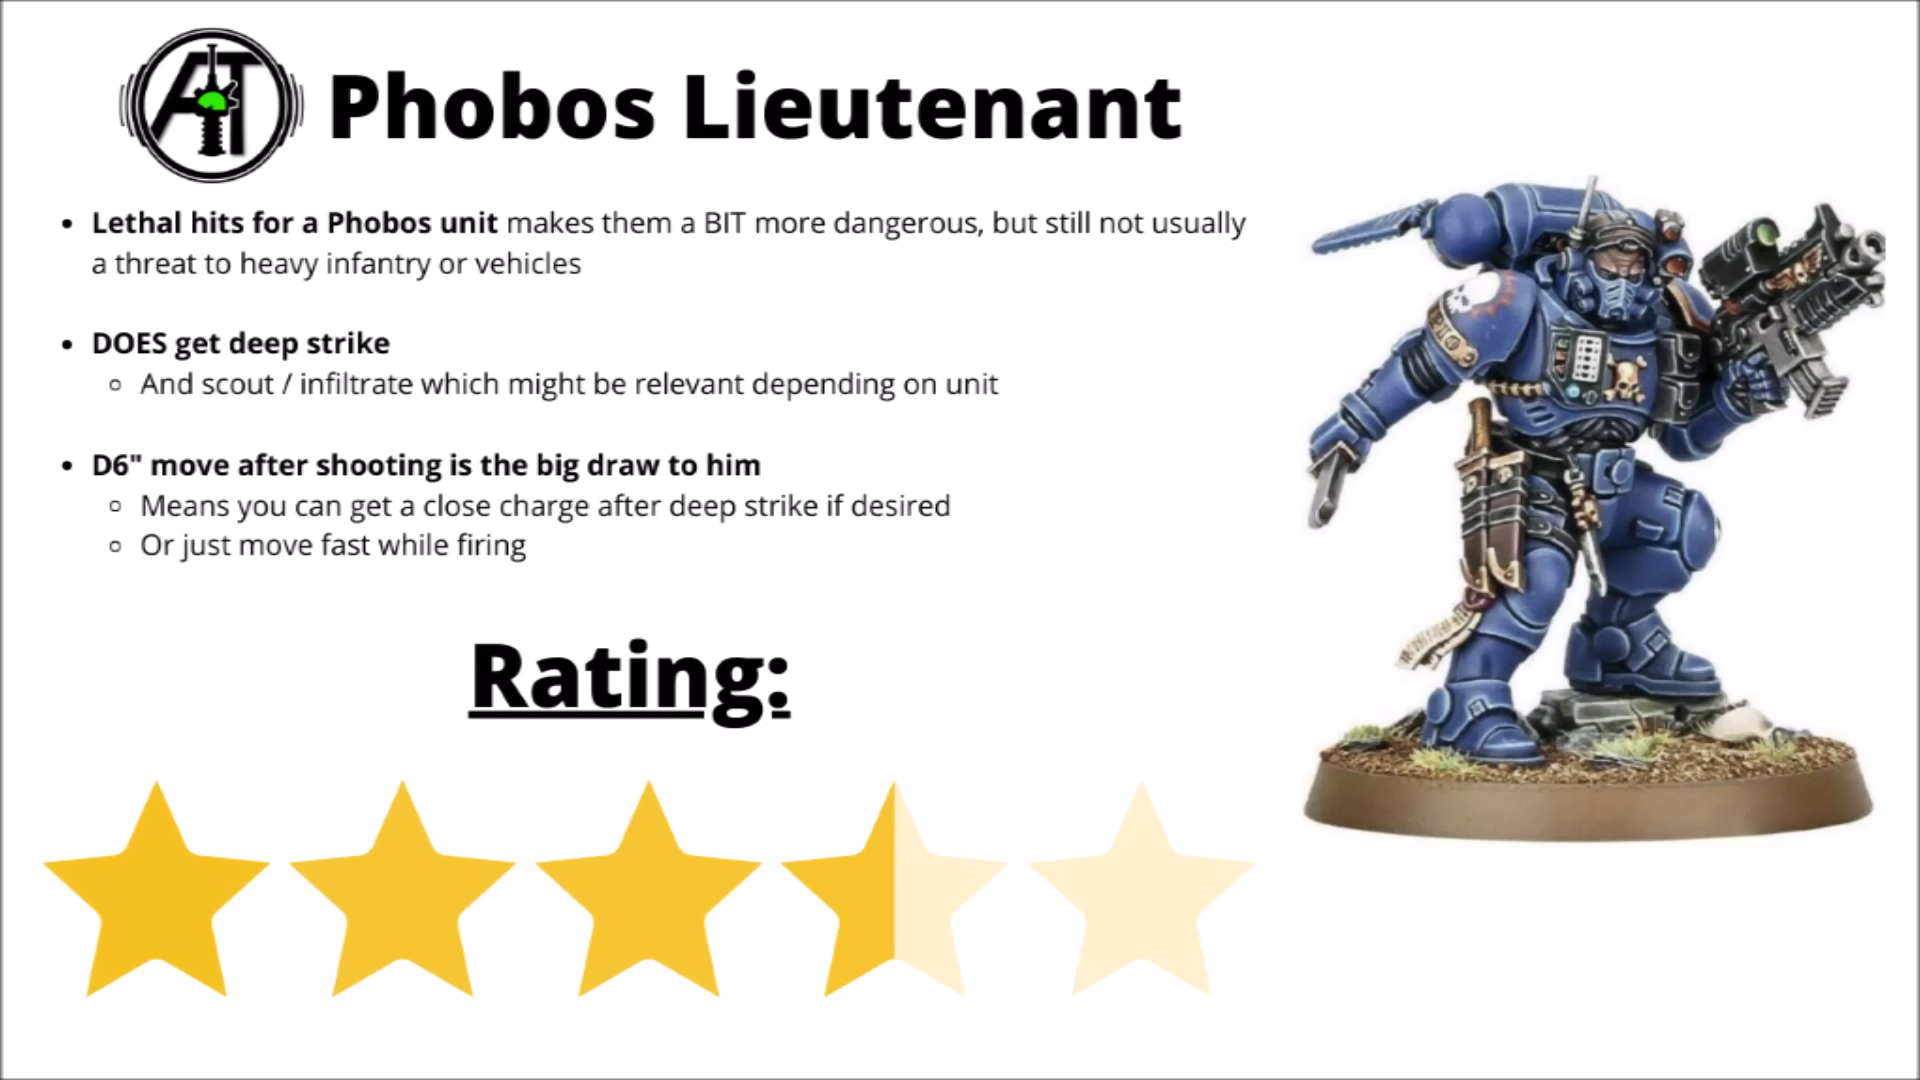 AT
Phobos Lieutenant
• Lethal hits for a Phobos unit makes them a BIT more dangerous, but still not usually
a threat to heavy infantry or vehicles
• DOES get deep strike
○ And scout / infiltrate which might be relevant depending on unit
• D6" move after shooting is the big draw to him
○ Means you can get a close charge after deep strike if desired
○ Or just move fast while firing
Rating: